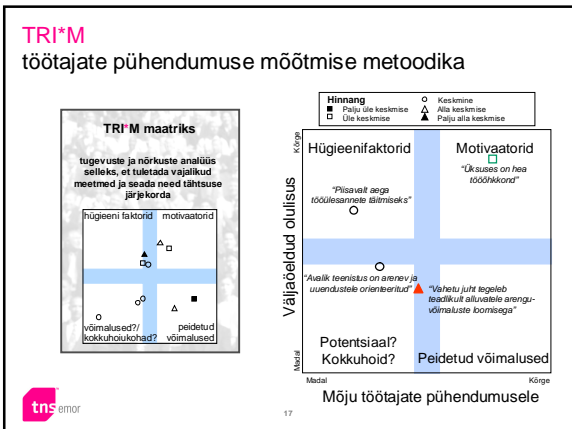 TRI*M
töötajate pühendumuse mõõtmise metoodika
TRI*M maatriks
tugevuste ja nõrkuste analüüs
selleks, et tuletada vajalikud
meetmed ja seada need tähtsuse
järjekorda
hügieeni faktorid
motivaatorid
võimalused?/
kokkuhoiukohad?
peidetud
võimalused
Hinnang
Palju üle keskmise
Üle keskmise
Keskmine
Alla keskmise
Palju alla keskmise
Väljaöeldud olulisus
Kõrge
Madal
Hügieenifaktorid
Motivaatorid
“Üksuses on hea
tööõhkkond”
“Piisavalt aega
tööülesannete täitmiseks”
“Avalik teenistus on arenev ja
uuendustele orienteeritud”
“Vahetu juht tegeleb
teadlikult alluvatele arengu-
võimaluste loomisega”
Potentsiaal?
Kokkuhoid?
Peidetud võimalused
Madal
Kõrge
Mõju töötajate pühendumusele
tns emor
17